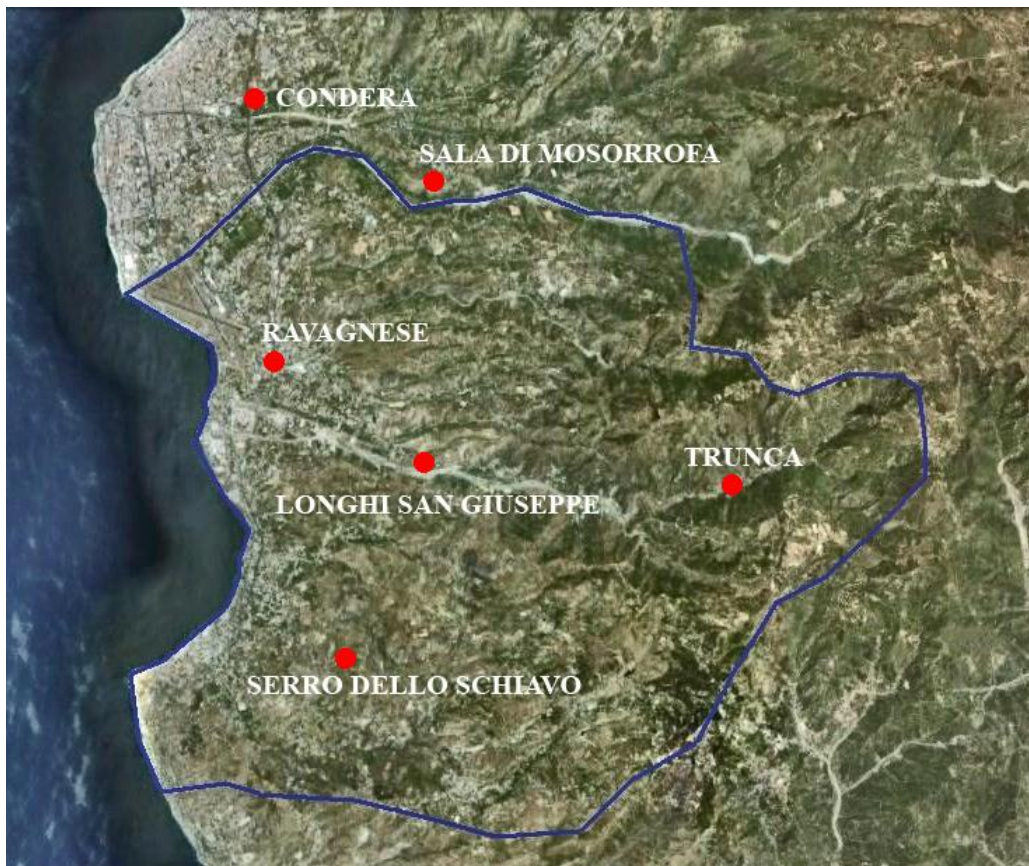 CONDERA
SALA DI MOSORROFA
RAVAGNESE
TRUNCA
LONGHI SAN GIUSEPPE
SERRO DELLO SCHIAVO